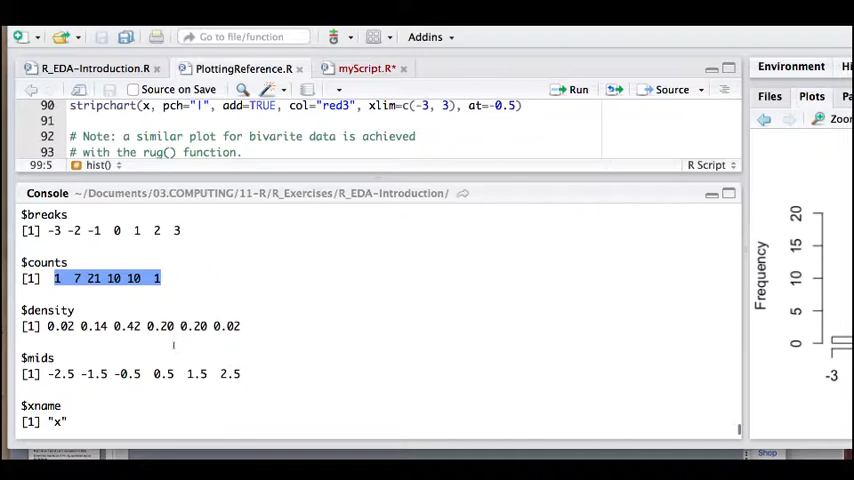 Go to file/function
Addins
R_EDA-Introduction.R
PlottingReference.R
myScript.R*
Environment
Hi
Source on Save
Run
Source
Files
Plots
Pa
90 stripchart(x, pch="|", add=TRUE, col="red3", xlim=c(-3, 3), at=-0.5)
91
92 # Note: a similar plot for bivarite data is achieved
93 # with the rug() function.
99:5
hist()
R Script
Zoo
Console ~/Documents/03.COMPUTING/11-R/R_Exercises/R_EDA-Introduction/
$breaks
[1] -3 -2 -1 0 1 2 3
$counts
[1] 1 7 21 10 10 1
$density
[1] 0.02 0.14 0.42 0.20 0.20 0.02
$mids
[1] -2.5 -1.5 -0.5 0.5 1.5 2.5
$xname
[1] "x"
Frequency
20
15
10
5
0
-3
Shop